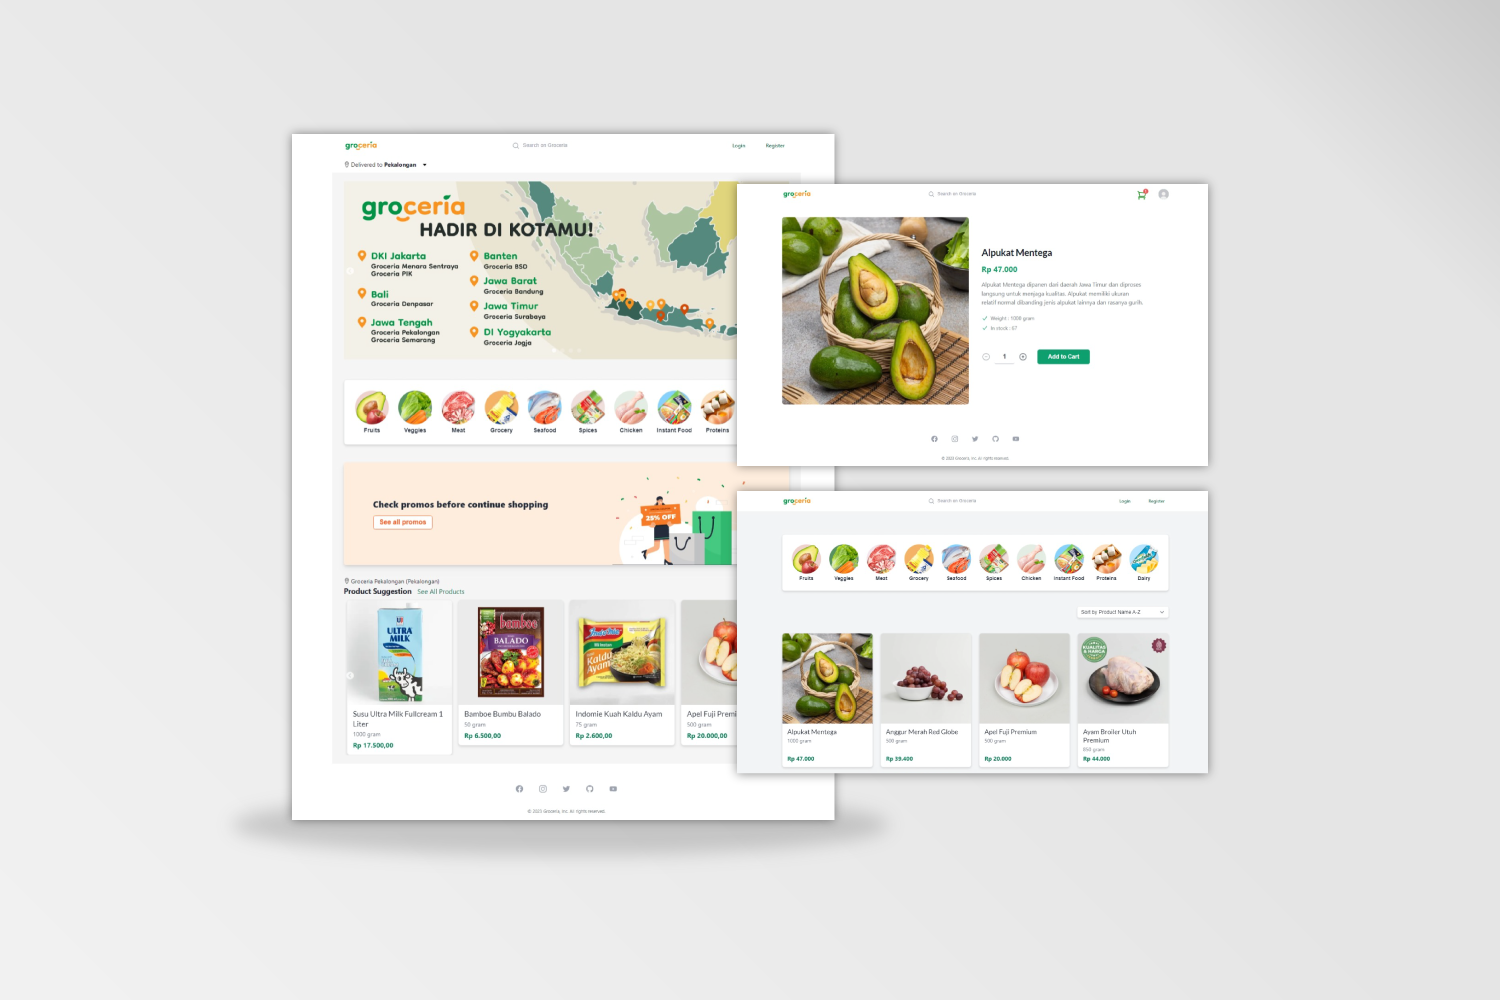 groceria
Search on Groceria
Login
Register
Delivered to Pekalongan
groceria
HADIR DI KOTAMU!
DKI Jakarta
Groceria Menara Sentraya
Groceria PIK
Bali
Groceria Denpasar
Jawa Tengah
Groceria Pekalongan
Groceria Semarang
Banten
Groceria BSD
Jawa Barat
Groceria Bandung
Jawa Timur
Groceria Surabaya
DI Yogyakarta
Groceria Jogja
Fruits
Veggies
Meat
Grocery
Seafood
Spices
Chicken
Instant Food
Proteins
Check promos before continue shopping
See all promos
25% OFF
Groceria Pekalongan (Pekalongan)
Product Suggestion See All Products
ULTRA
MILK
bamboe
BALADO
Indomie
Kaldu
Ayam
Susu Ultra Milk Fullcream 1
Liter
1000 gram
Rp 17.500,00
Bamboe Bumbu Balado
50 gram
Rp 6.500,00
Indomie Kuah Kaldu Ayam
75 gram
Rp 2.600,00
Apel Fuji Premi
500 gram
Rp 20.000,00
© 2023 Groceria, Inc. All rights reserved.
groceria
Search on Groceria
Alpukat Mentega
Rp 47.000
Alpukat Mentega dipanen dari daerah Jawa Timur dan diproses
langsung untuk menjaga kualitas. Alpukat memiliki ukuran
relatif normal dibanding jenis alpukat lainnya dan rasanya gurih.
Weight : 1000 gram
In stock : 67
1
Add to Cart
© 2023 Groceria, Inc. All rights reserved.
groceria
Search on Groceria
Login
Register
Fruits
Veggies
Meat
Grocery
Seafood
Spices
Chicken
Instant Food
Proteins
Dairy
Sort by Product Name A-Z
KUALITAS
& HARGA
Alpukat Mentega
1000 gram
Rp 47.000
Anggur Merah Red Globe
500 gram
Rp 39.400
Apel Fuji Premium
500 gram
Rp 20.000
Ayam Broiler Utuh
Premium
850 gram
Rp 44.000